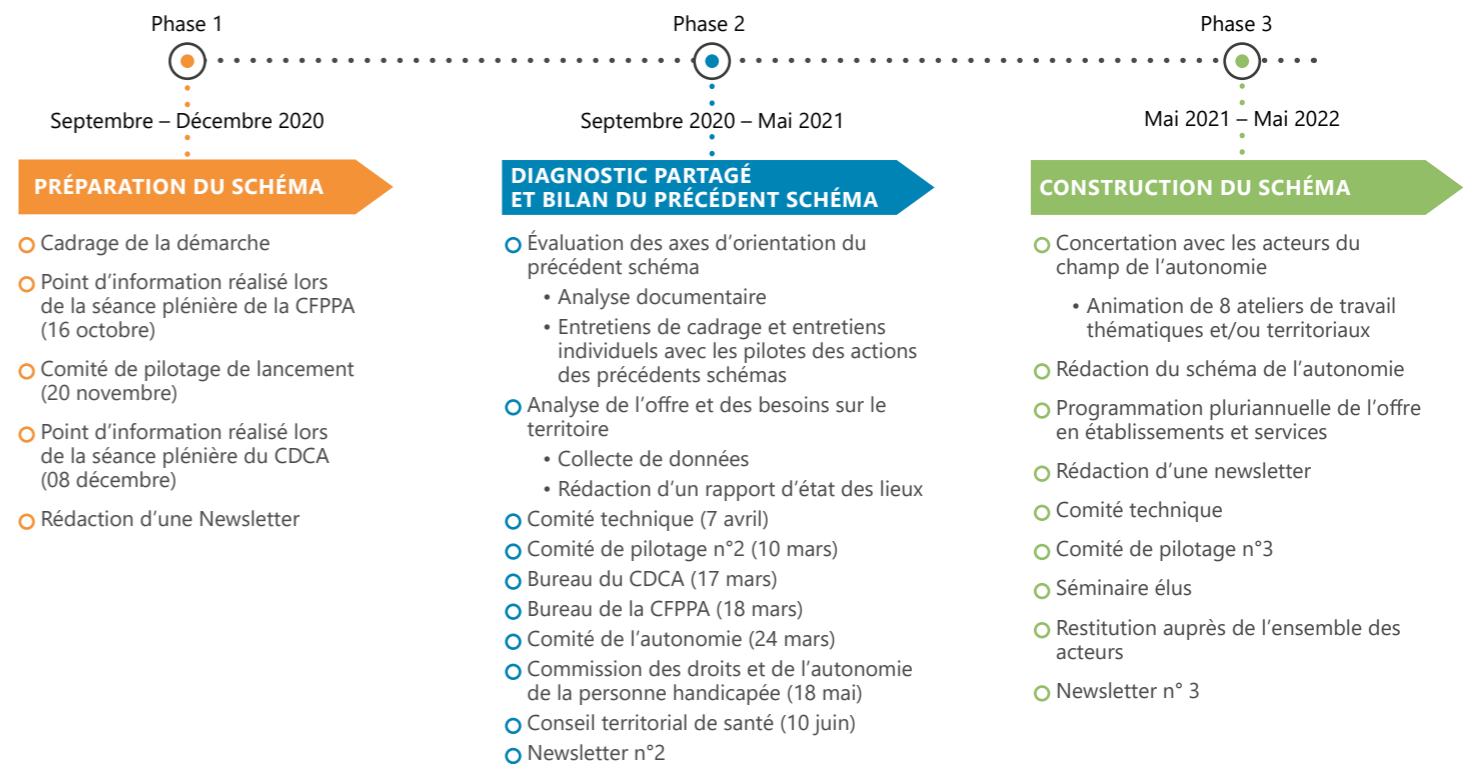 Phase 1
Septembre – Décembre 2020
PRÉPARATION DU SCHÉMA
Cadrage de la démarche
Point d'information réalisé lors
de la séance plénière de la CFPPA
(16 octobre)
Comité de pilotage de lancement
(20 novembre)
Point d'information réalisé lors
de la séance plénière du CDCA
(08 décembre)
Rédaction d'une Newsletter
Phase 2
Septembre 2020 – Mai 2021
DIAGNOSTIC PARTAGÉ
ET BILAN DU PRÉCÉDENT SCHÉMA
Évaluation des axes d'orientation du
précédent schéma
• Analyse documentaire
• Entretiens de cadrage et entretiens
individuels avec les pilotes des actions
des précédents schémas
Analyse de l'offre et des besoins sur le
territoire
• Collecte de données
• Rédaction d'un rapport d'état des lieux
Comité technique (7 avril)
Comité de pilotage n°2 (10 mars)
Bureau du CDCA (17 mars)
Bureau de la CFPPA (18 mars)
Comité de l'autonomie (24 mars)
Commission des droits et de l'autonomie
de la personne handicapée (18 mai)
Conseil territorial de santé (10 juin)
Newsletter n°2
Phase 3
Mai 2021 – Mai 2022
CONSTRUCTION DU SCHÉMA
Concertation avec les acteurs du
champ de l'autonomie
• Animation de 8 ateliers de travail
thématiques et/ou territoriaux
Rédaction du schéma de l'autonomie
Programmation pluriannuelle de l'offre
en établissements et services
Rédaction d'une newsletter
Comité technique
Comité de pilotage n°3
Séminaire élus
Restitution auprès de l'ensemble des
acteurs
Newsletter n° 3